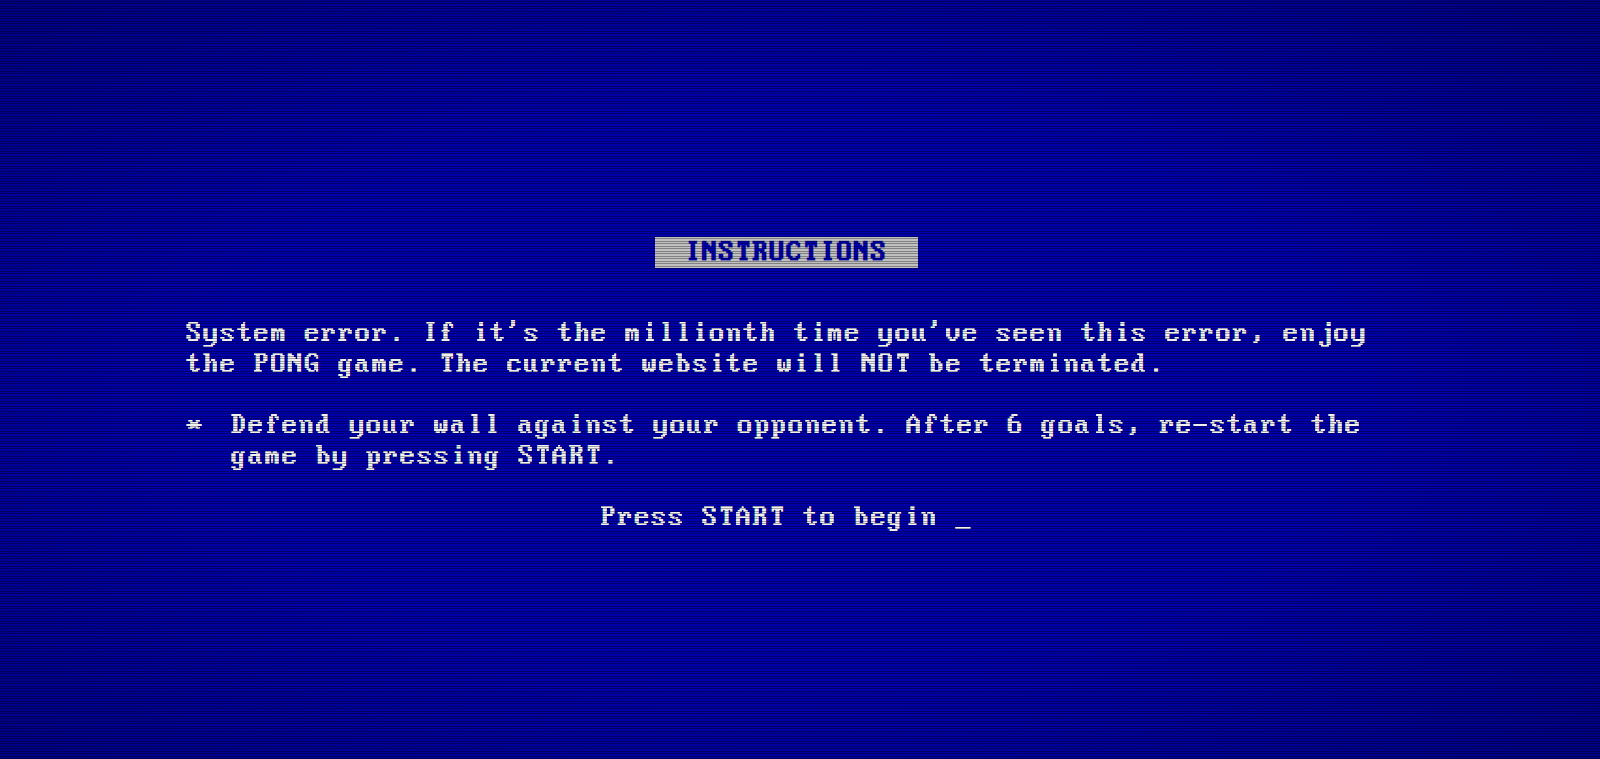 INSTRUCTIONS
System error. If it's the millionth time you've seen this error, enjoy
the PONG game. The current website will NOT be terminated.
* Defend your wall against your opponent. After 6 goals, re-start the
game by pressing START.
Press START to begin _